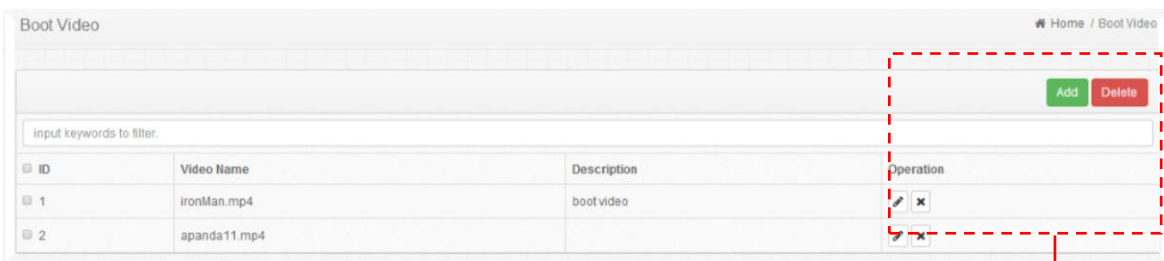 Boot Video
Home / Boot Video
Add Delete
input keywords to filter.
ID Video Name Description Operation
1 ironMan.mp4 boot video
2 apanda11.mp4